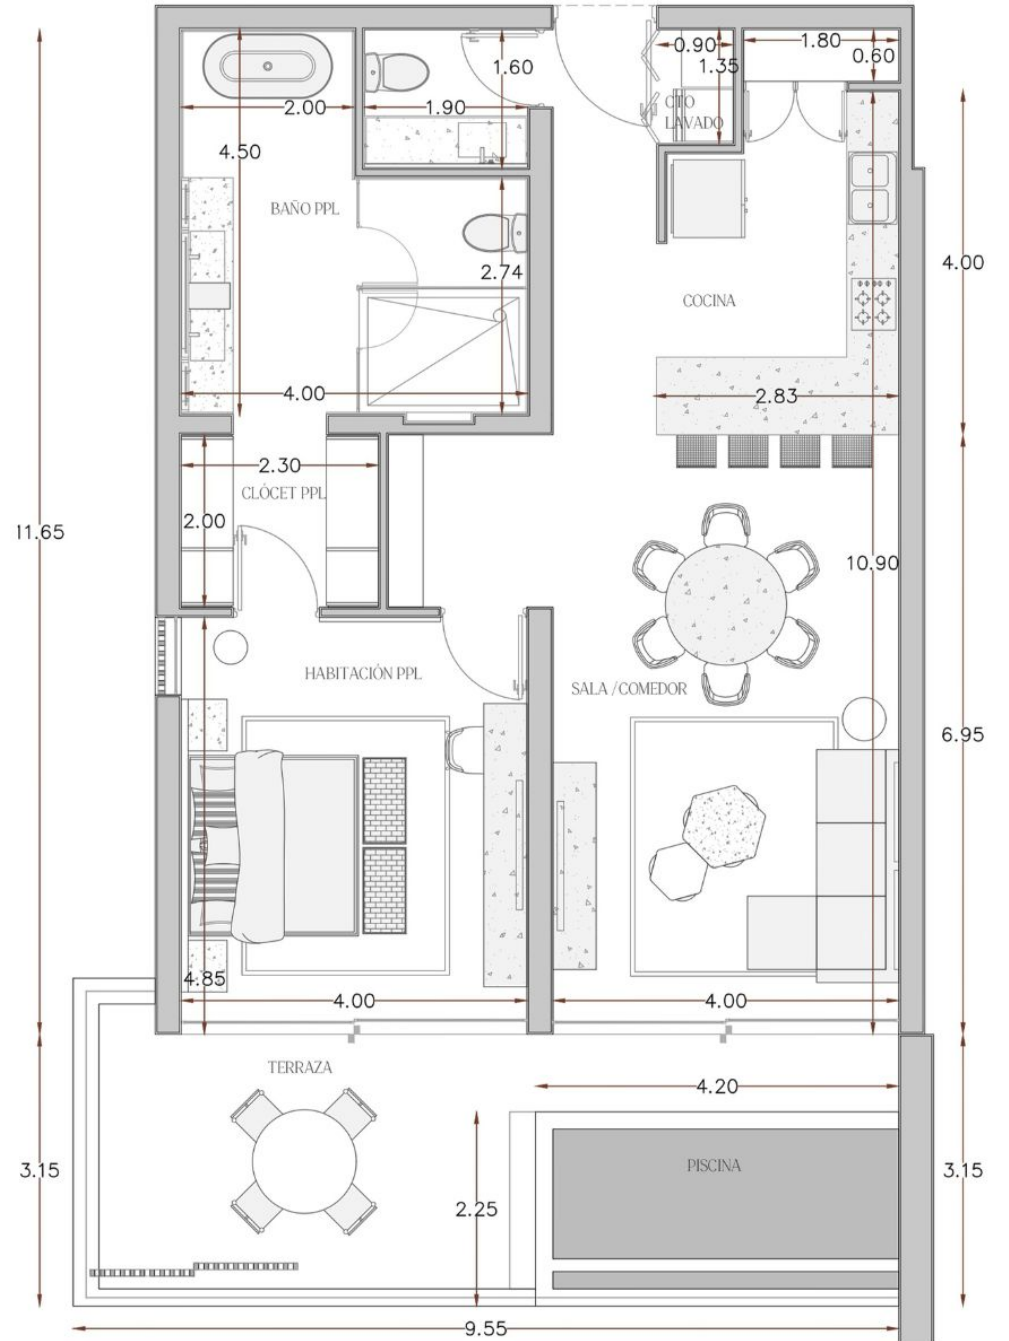 0.90
1.80
0.60
1.60
1.35
2.00
1.90
CTO
LAVADO
4.50
BAÑO PPL
2.74
4.00
COCINA
4.00
2.83
2.30
CLÒCET PPL
2.00
11.65
10.90
HABITACIÓN PPL
SALA /COMEDOR
6.95
4.85
4.00
4.00
TERRAZA
4.20
3.15
PISCINA
3.15
2.25
9.55